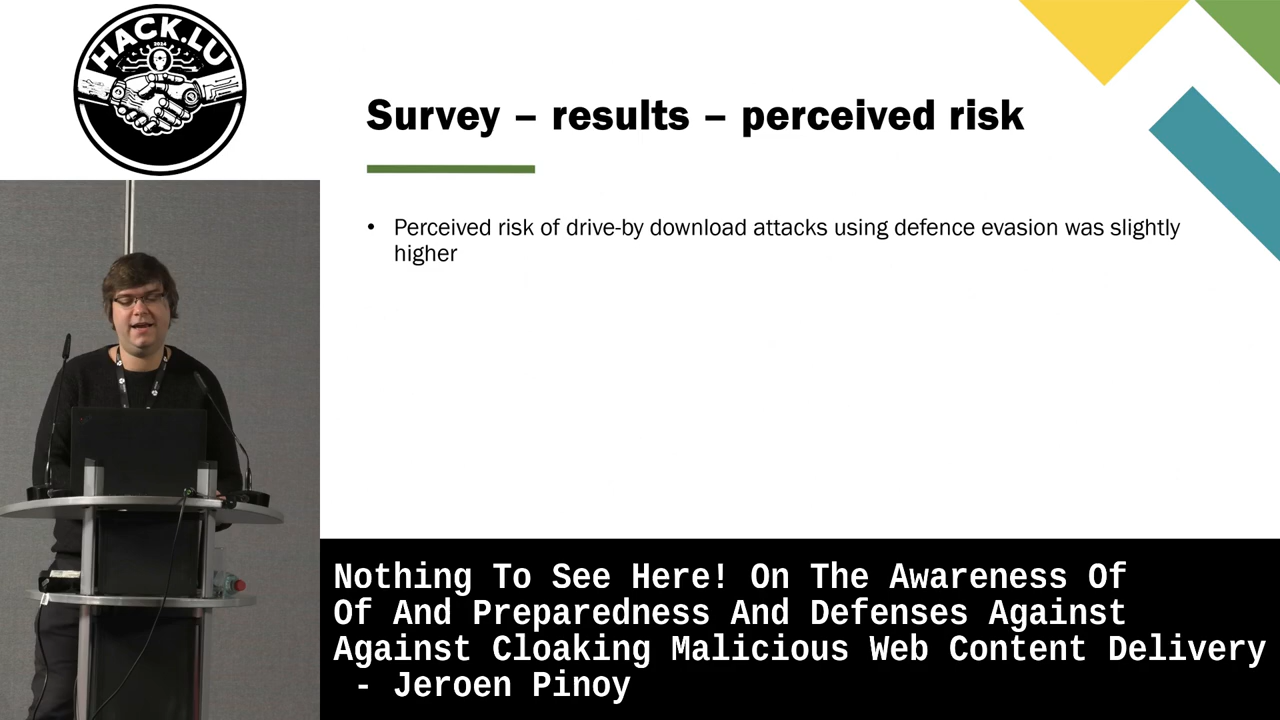 HACK.LU
2024
Survey – results – perceived risk
• Perceived risk of drive-by download attacks using defence evasion was slightly
higher
Nothing To See Here! On The Awareness Of
Of And Preparedness And Defenses Against
Against Cloaking Malicious Web Content Delivery
- Jeroen Pinoy